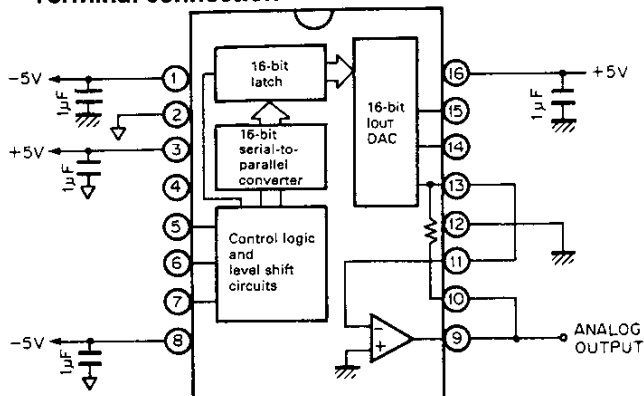 Terminal connection
-5V
1μF
1
2
+5V
1μF
3
4
5
6
7
-5V
1μF
8
16-bit
latch
16-bit
serial-to-
parallel
converter
Control logic
and
level shift
circuits
16-bit
IOUT
DAC
-
+
16
+5V
1μF
15
14
13
12
11
10
9
ANALOG
OUTPUT